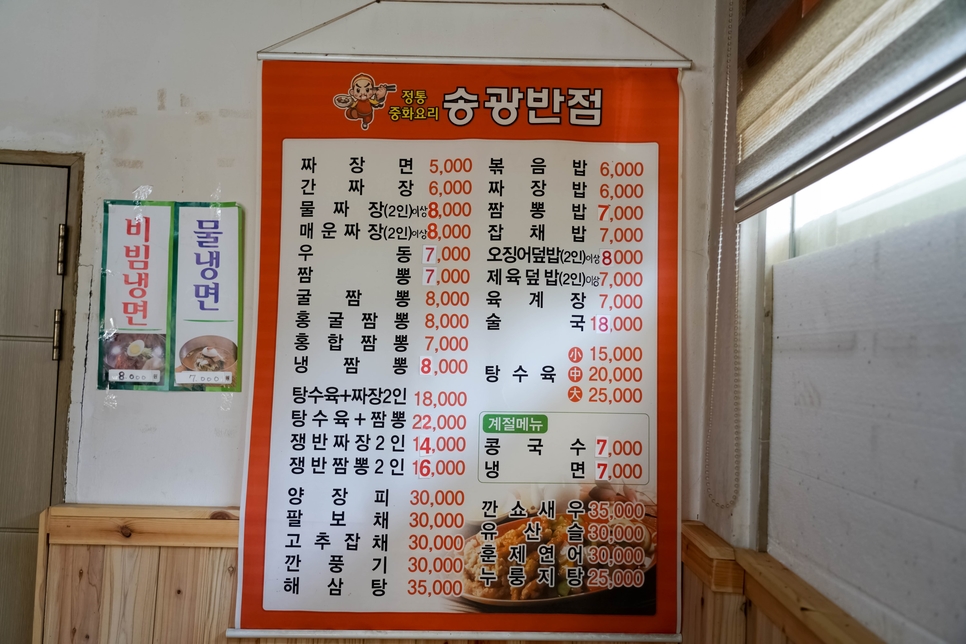 정통
중화요리
송광반점
짜장면 5,000
간짜장 6,000
물짜장(2인)이상 8,000
매운짜장(2인)이상 8,000
우동 7,000
짬뽕 7,000
굴짬뽕 8,000
홍굴짬뽕 8,000
홍합짬뽕 7,000
냉짬뽕 8,000
탕수육+짜장2인 18,000
탕수육+짬뽕 22,000
쟁반짜장2인 14,000
쟁반짬뽕2인 16,000
양장피 30,000
팔보채 30,000
고추잡채 30,000
깐풍기 30,000
해삼탕 35,000
볶음밥 6,000
짜장밥 6,000
짬뽕밥 7,000
잡채밥 7,000
오징어덮밥(2인)이상 8000
제육덮밥(2인)이상 7,000
육계장 7,000
술국 18,000
탕수육
小 15,000
中 20,000
大 25,000
계절메뉴
콩국수 7,000
냉면 7,000
깐쇼새우 35,000
유산슬 30,000
훈제연어 30,000
누룽지탕 25,000
비빔냉면
8,000원
물냉면
7,000원